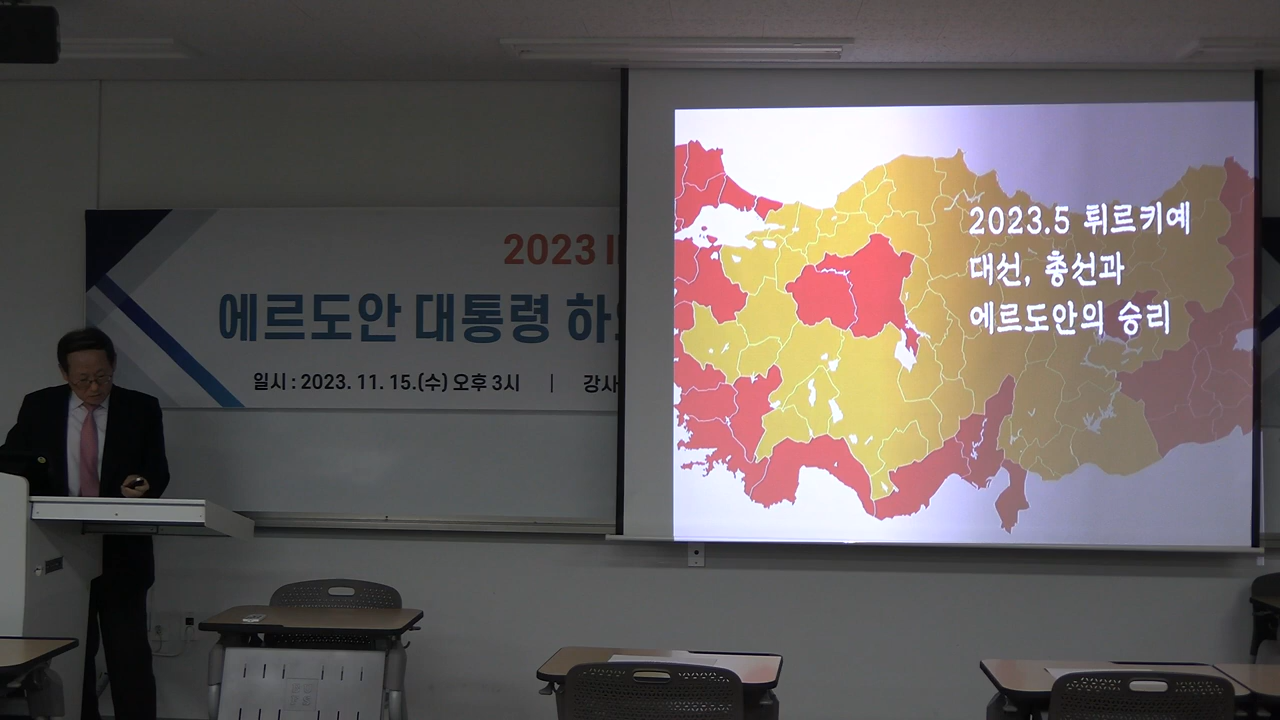 2023
에르도안 대통령
일시 : 2023. 11. 15.(수) 오후 3시 | 강사
2023.5 튀르키예
대선, 총선과
에르도안의 승리